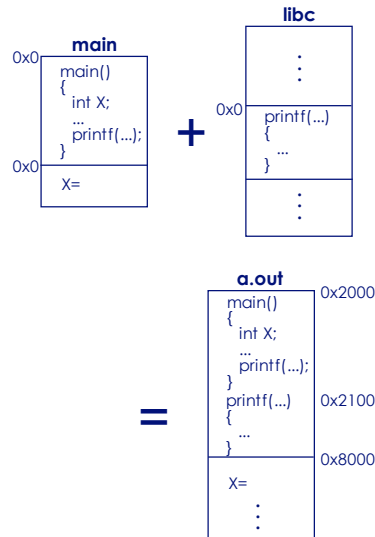 main
0x0
main()
{
int X;
...
printf(...);
}
0x0
X=
+
libc
0x0
printf(...)
{
...
}
=
a.out
0x2000
main()
{
int X;
...
printf(...);
}
printf(...)
0x2100
{
...
}
0x8000
X=